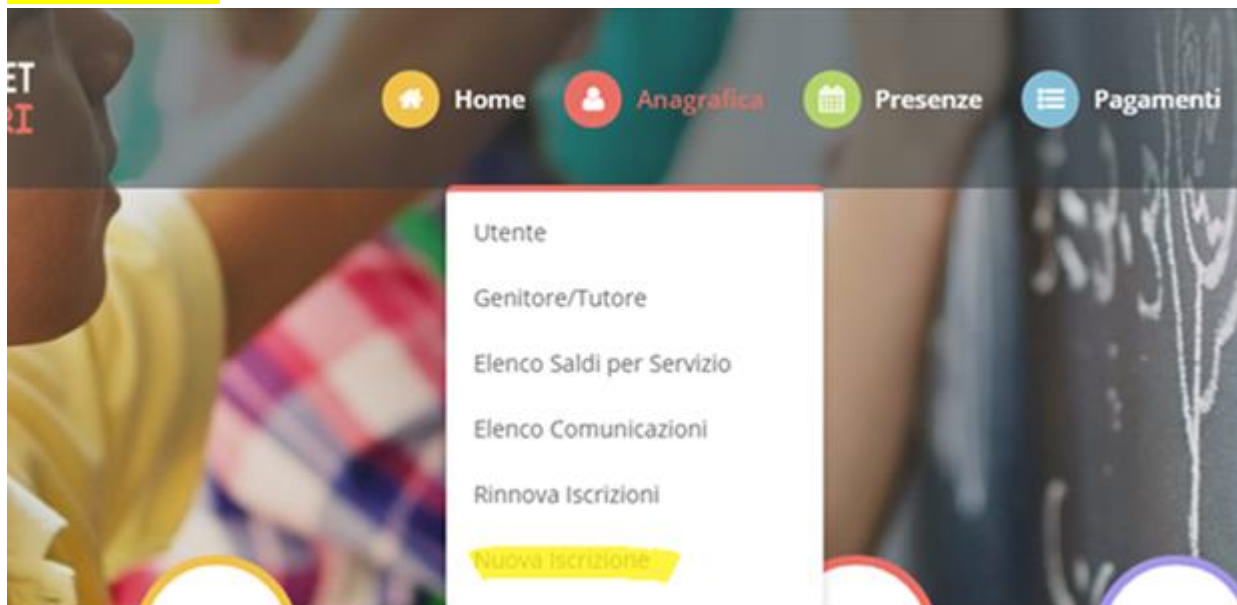 ET
RI
Home Anagrafica Presenze Pagamenti
Utente
Genitore/Tutore
Elenco Saldi per Servizio
Elenco Comunicazioni
Rinnova Iscrizioni
Nuova Iscrizione